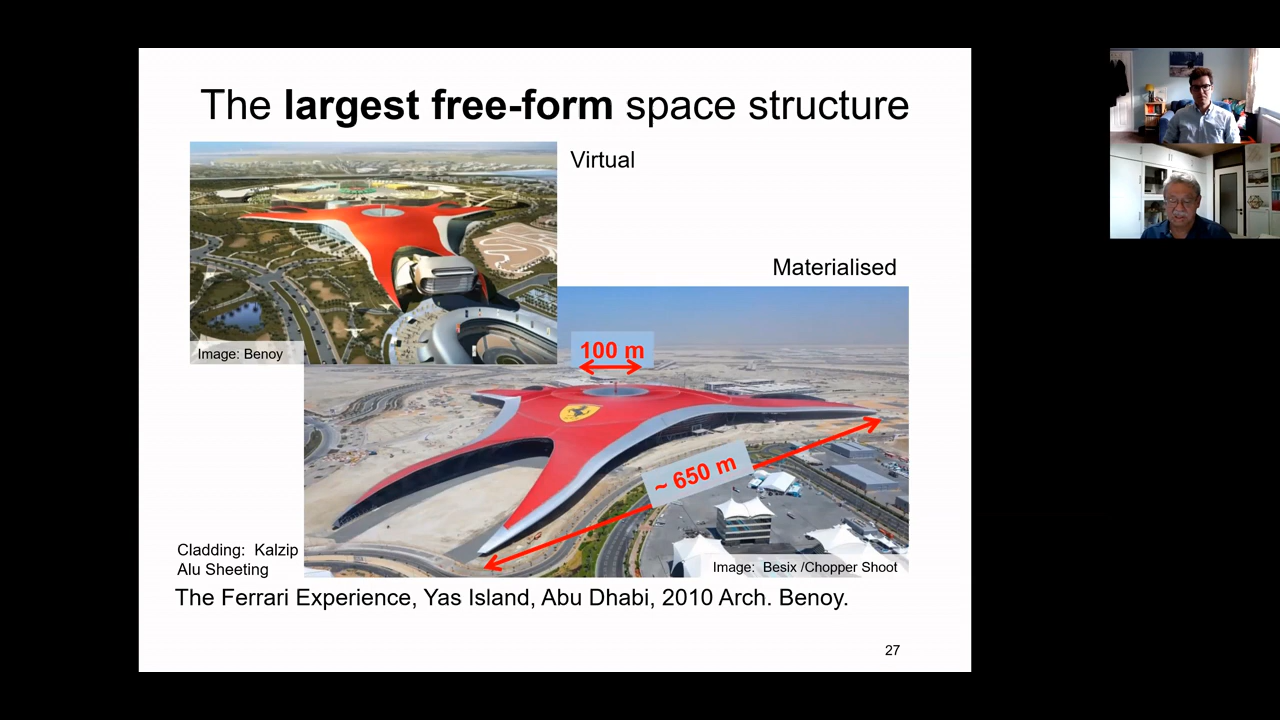 The largest free-form space structure
Virtual
Materialised
Image: Benoy
100 m
~ 650 m
Cladding: Kalzip
Alu Sheeting
Image: Besix /Chopper Shoot
The Ferrari Experience, Yas Island, Abu Dhabi, 2010 Arch. Benoy.
27